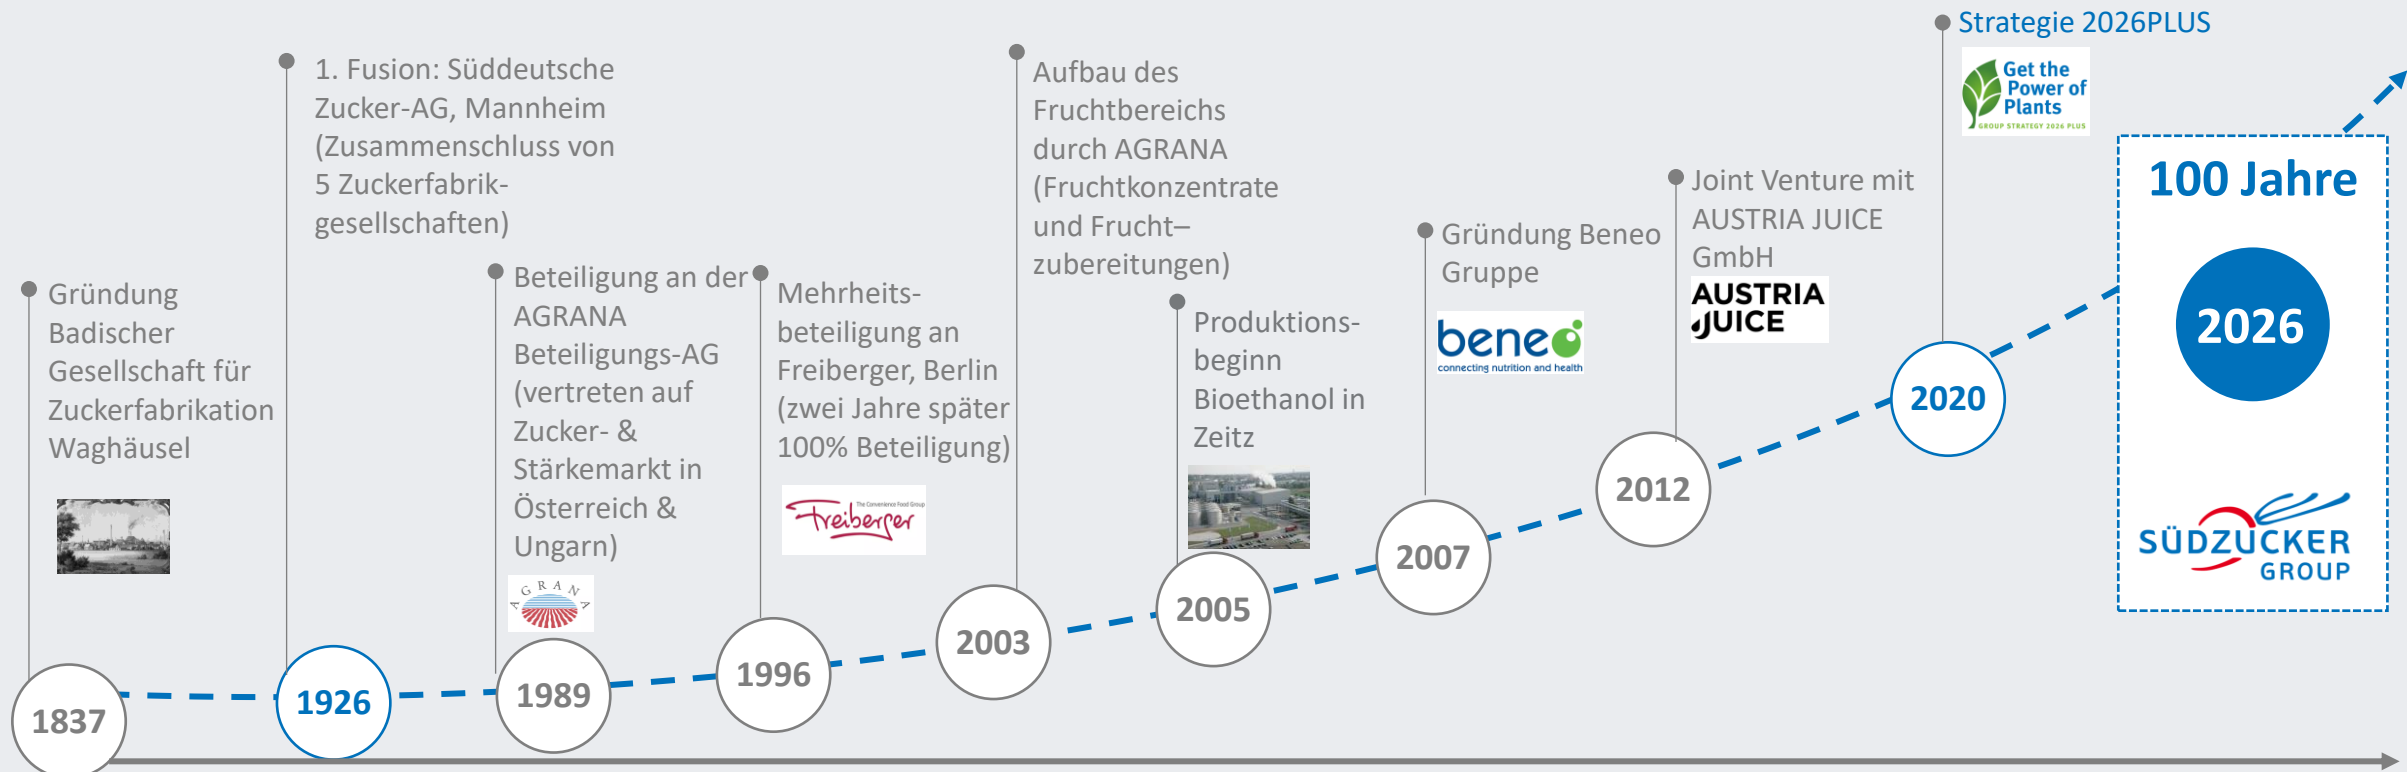 1837
Gründung
Badischer
Gesellschaft für
Zuckerfabrikation
Waghäusel
1926
1. Fusion: Süddeutsche
Zucker-AG, Mannheim
(Zusammenschluss von
5 Zuckerfabrik-
gesellschaften)
1989
Beteiligung an der
AGRANA
Beteiligungs-AG
(vertreten auf
Zucker- &
Stärkemarkt in
Österreich &
Ungarn)
AGRANA
1996
Mehrheits-
beteiligung an
Freiberger, Berlin
(zwei Jahre später
100% Beteiligung)
The Convenience Food Group
Freiberger
2003
Aufbau des
Fruchtbereichs
durch AGRANA
(Fruchtkonzentrate
und Frucht–
zubereitungen)
2005
Produktions-
beginn
Bioethanol in
Zeitz
2007
Gründung Beneo
Gruppe
beneo
connecting nutrition and health
2012
Joint Venture mit
AUSTRIA JUICE
GmbH
AUSTRIA
JUICE
2020
Strategie 2026PLUS
Get the
Power of
Plants
GROUP STRATEGY 2026 PLUS
100 Jahre
2026
SÜDZUCKER
GROUP